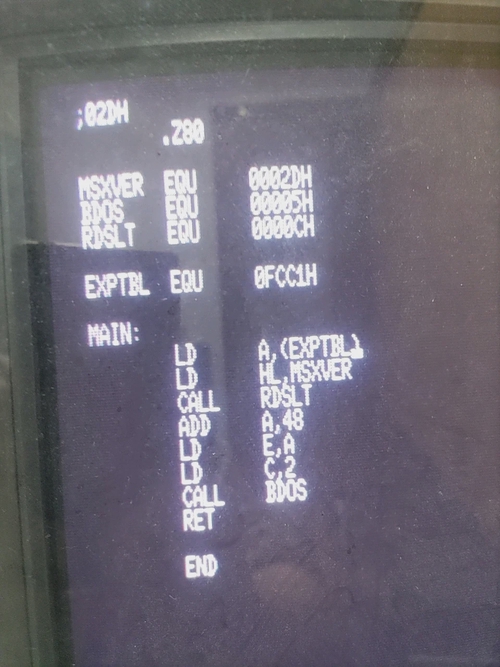 ;02DH
.Z80
MSXVER EQU 0002DH
BDOS EQU 00005H
RDSLT EQU 0000CH
EXPTBL EQU 0FCC1H
MAIN:
LD A,(EXPTBL)
LD HL,MSXVER
CALL RDSLT
ADD A,48
LD E,A
LD C,2
CALL BDOS
RET
END